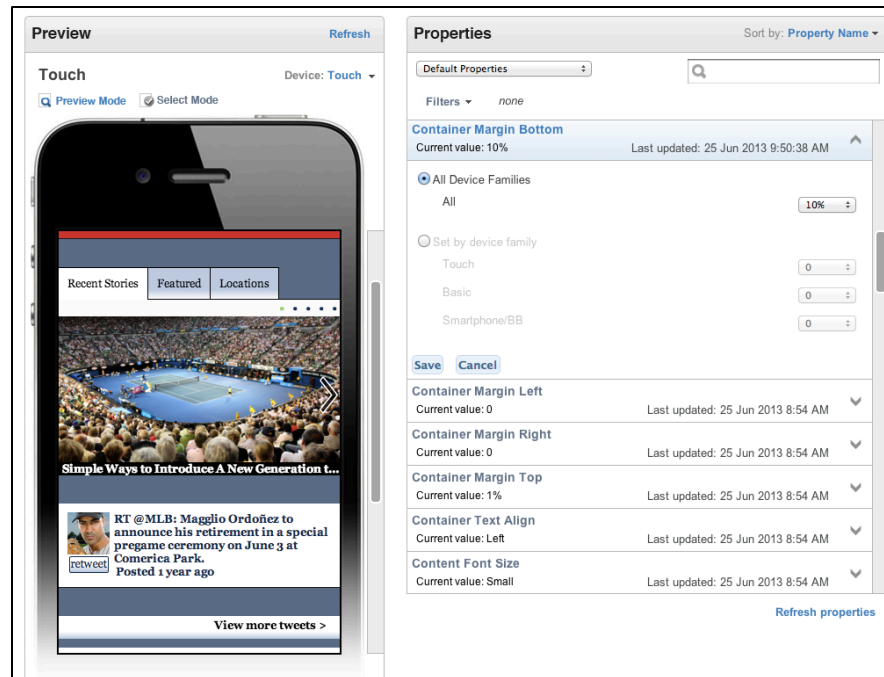 Preview
Refresh
Touch
Device: Touch
Preview Mode
Select Mode
Recent Stories
Featured
Locations
Simple Ways to Introduce A New Generation t...
RT @MLB: Magglio Ordoñez to
announce his retirement in a special
pregame ceremony on June 3 at
Comerica Park.
Posted 1 year ago
retweet
View more tweets >
Properties
Sort by: Property Name
Default Properties
Filters
none
Container Margin Bottom
Current value: 10%
Last updated: 25 Jun 2013 9:50:38 AM
All Device Families
All
10%
Set by device family
Touch
0
Basic
0
Smartphone/BB
0
Save
Cancel
Container Margin Left
Current value: 0
Last updated: 25 Jun 2013 8:54 AM
Container Margin Right
Current value: 0
Last updated: 25 Jun 2013 8:54 AM
Container Margin Top
Current value: 1%
Last updated: 25 Jun 2013 8:54 AM
Container Text Align
Current value: Left
Last updated: 25 Jun 2013 8:54 AM
Content Font Size
Current value: Small
Last updated: 25 Jun 2013 8:54 AM
Refresh properties